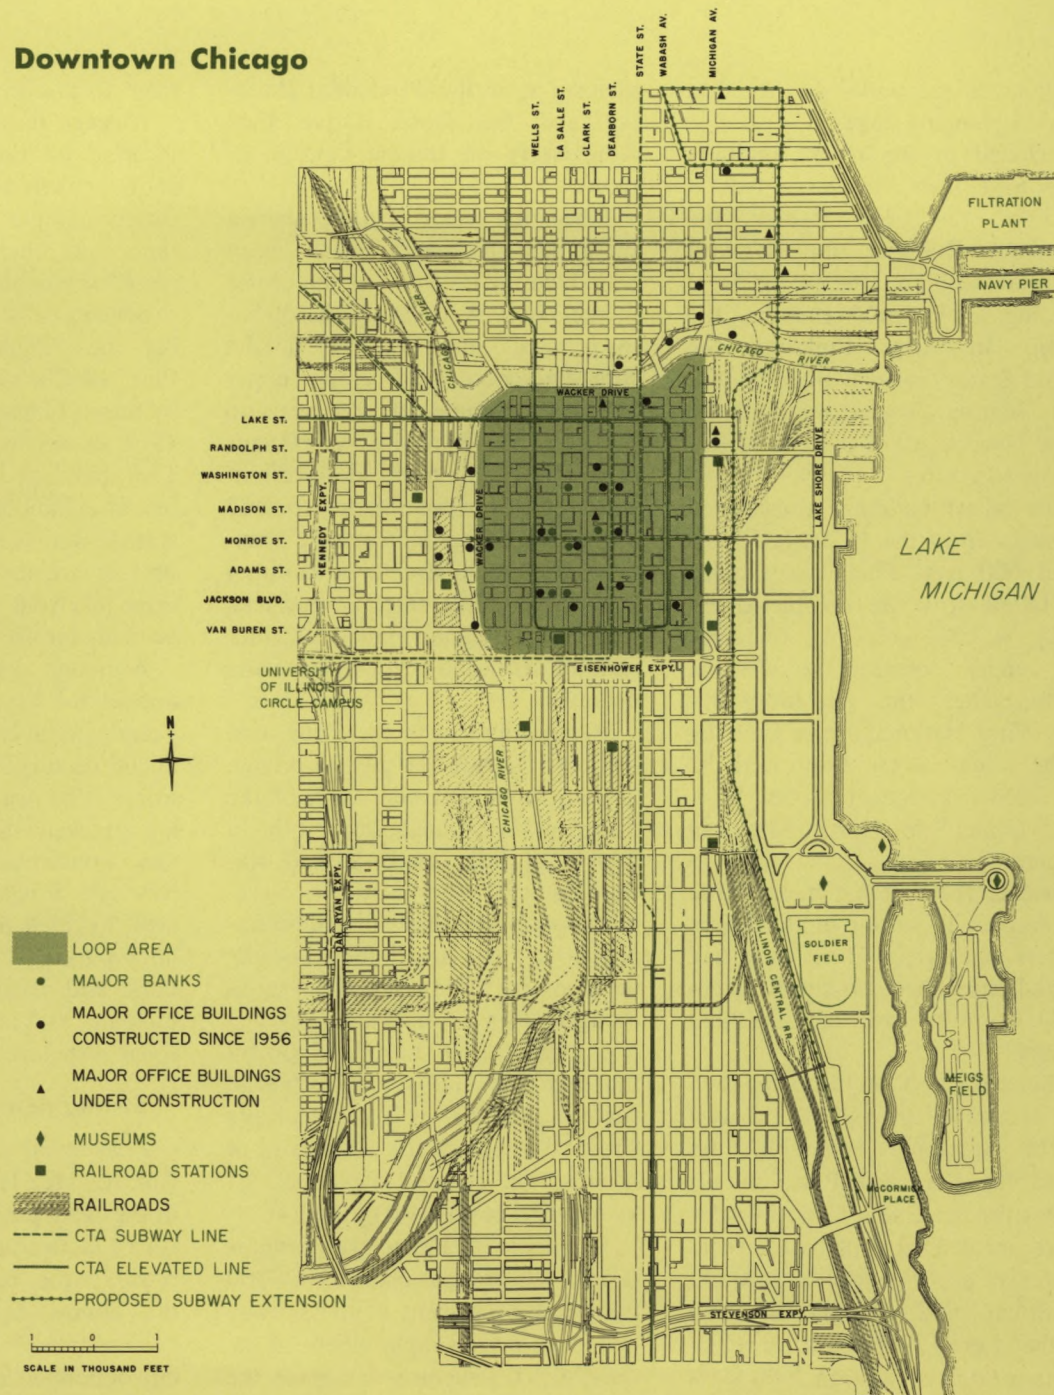 Downtown Chicago
WELLS ST.
LA SALLE ST.
CLARK ST.
DEARBORN ST.
STATE ST.
WABASH AV.
MICHIGAN AV.
FILTRATION
PLANT
NAVY PIER
CHICAGO RIVER
CHICAGO RIVER
WACKER DRIVE
LAKE ST.
RANDOLPH ST.
WASHINGTON ST.
MADISON ST.
MONROE ST.
ADAMS ST.
JACKSON BLVD.
VAN BUREN ST.
KENNEDY EXPY.
WACKER DRIVE
LAKE SHORE DRIVE
LAKE
MICHIGAN
EISENHOWER EXPY.
UNIVERSITY
OF ILLINOIS
CIRCLE CAMPUS
N
CHICAGO RIVER
DAN RYAN EXPY.
ILLINOIS CENTRAL RR.
SOLDIER
FIELD
MEIGS
FIELD
McCORMICK
PLACE
STEVENSON EXPY.
LOOP AREA
MAJOR BANKS
MAJOR OFFICE BUILDINGS
CONSTRUCTED SINCE 1956
MAJOR OFFICE BUILDINGS
UNDER CONSTRUCTION
MUSEUMS
RAILROAD STATIONS
RAILROADS
CTA SUBWAY LINE
CTA ELEVATED LINE
PROPOSED SUBWAY EXTENSION
1 0 1
SCALE IN THOUSAND FEET